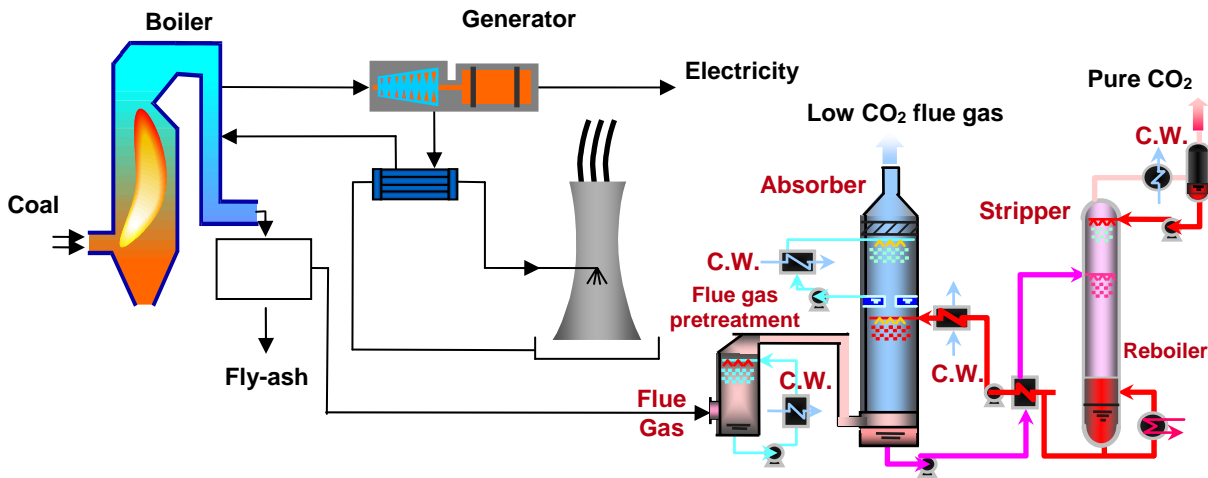 Boiler
Generator
Electricity
Pure CO₂
Low CO₂ flue gas
C.W.
Absorber
Coal
Stripper
C.W.
Flue gas
pretreatment
Reboiler
C.W.
C.W.
Fly-ash
Flue
Gas